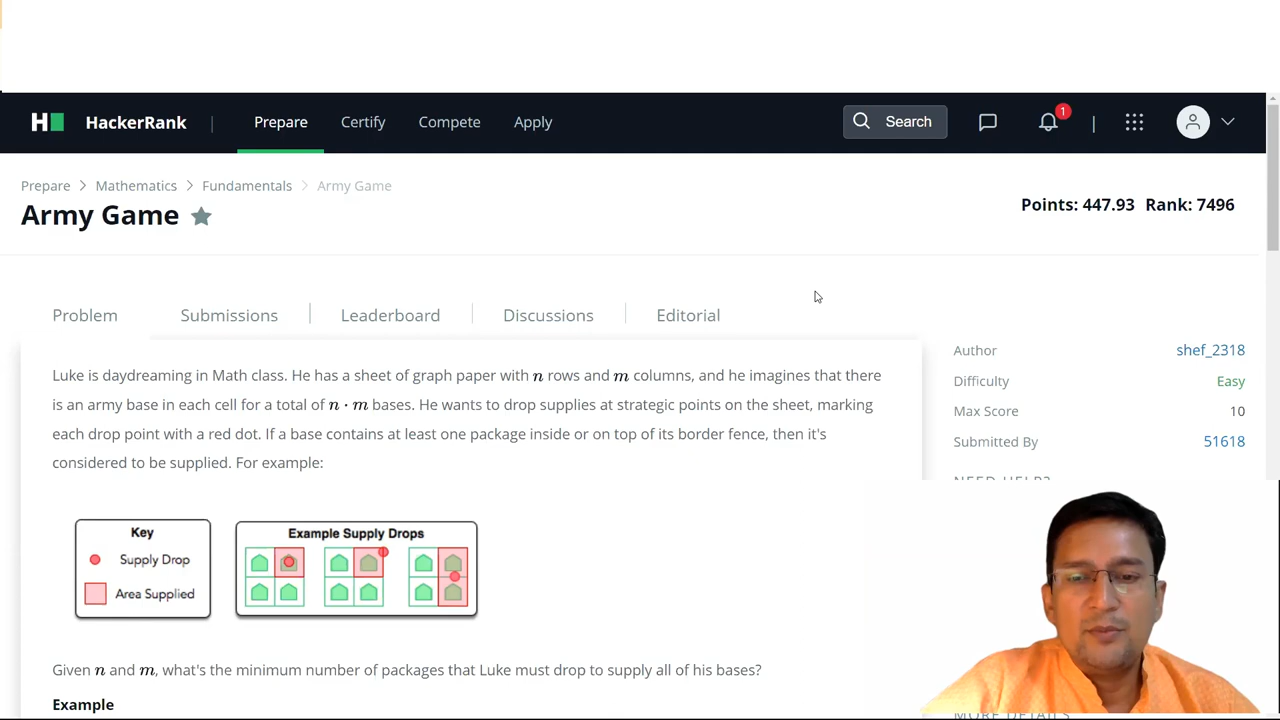 HackerRank
Prepare
Certify
Compete
Apply
Search
1
Prepare > Mathematics > Fundamentals > Army Game
Army Game
Points: 447.93 Rank: 7496
Problem
Submissions
Leaderboard
Discussions
Editorial
Luke is daydreaming in Math class. He has a sheet of graph paper with n rows and m columns, and he imagines that there
is an army base in each cell for a total of n · m bases. He wants to drop supplies at strategic points on the sheet, marking
each drop point with a red dot. If a base contains at least one package inside or on top of its border fence, then it's
considered to be supplied. For example:
Key
Supply Drop
Area Supplied
Example Supply Drops
Given n and m, what's the minimum number of packages that Luke must drop to supply all of his bases?
Example
Author shef_2318
Difficulty Easy
Max Score 10
Submitted By 51618
NEED HELP?
MORE DETAILS